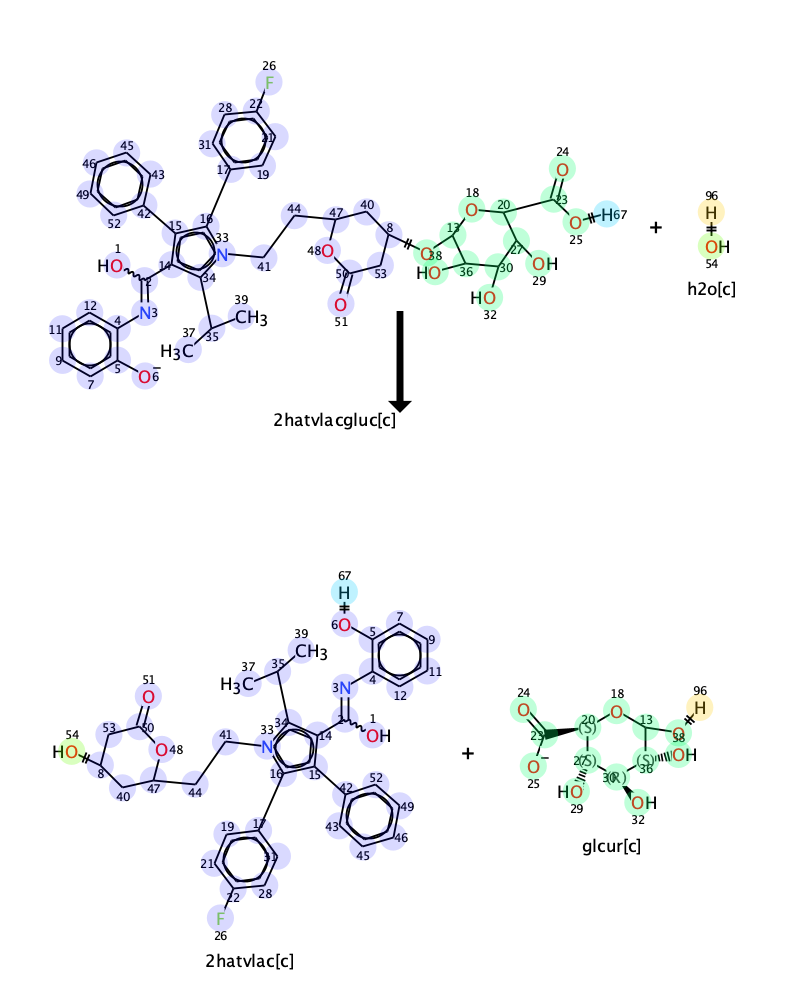 26
F
22
28
21
31
17
19
45
46
43
49
42
52
15
16
44
47
40
8
33
N
48
O
1
HO
14
2
34
41
50
53
O
51
12
N
3
11
4
39
CH3
35
37
H3C
9
5
7
O
6
−
24
O
18
O
20
23
O
H
67
25
13
O
38
HO
36
27
OH
29
30
HO
32
+
96
H
OH
54
h2o[c]
2hatvlacgluc[c]
67
H
6
O
5
7
9
4
11
12
39
CH3
35
37
H3C
3
N
2
1
OH
34
14
33
N
41
16
15
51
O
53
50
54
HO
O
48
8
40
47
44
42
52
49
43
46
45
17
19
31
21
22
28
F
26
2hatvlac[c]
+
24
O
18
O
20
(S)
13
96
H
23
O
38
O
−
25
27
(S)
(S)
36
OH
30
(R)
HO
29
OH
32
glcur[c]